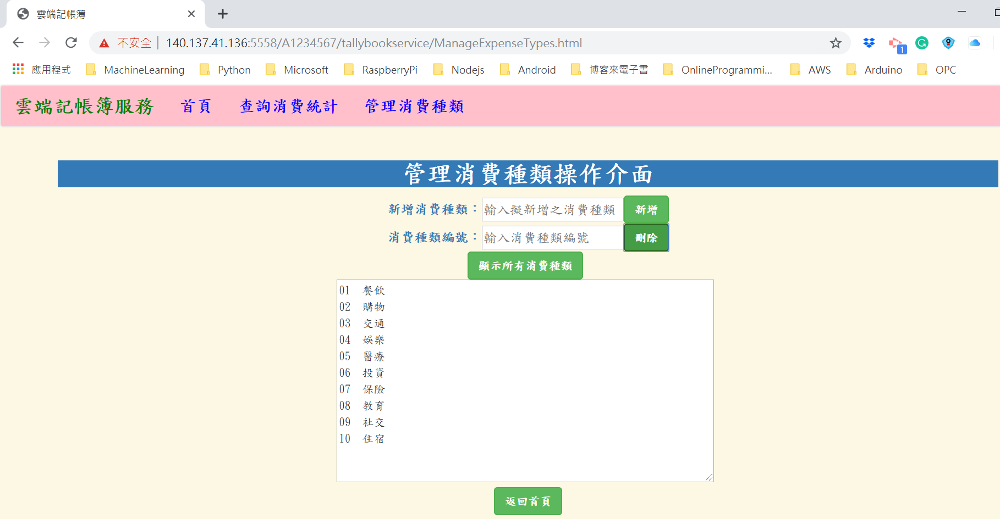 雲端記帳簿
不安全 | 140.137.41.136:5558/A1234567/tallybookservice/ManageExpenseTypes.html
1
應用程式 MachineLearning Python Microsoft RaspberryPi Nodejs Android 博客來電子書 OnlineProgrammi... AWS Arduino OPC
雲端記帳簿服務 首頁 查詢消費統計 管理消費種類
管理消費種類操作介面
新增消費種類： 輸入擬新增之消費種類 新增
消費種類編號： 輸入消費種類編號 刪除
顯示所有消費種類
01 餐飲
02 購物
03 交通
04 娛樂
05 醫療
06 投資
07 保險
08 教育
09 社交
10 住宿
返回首頁